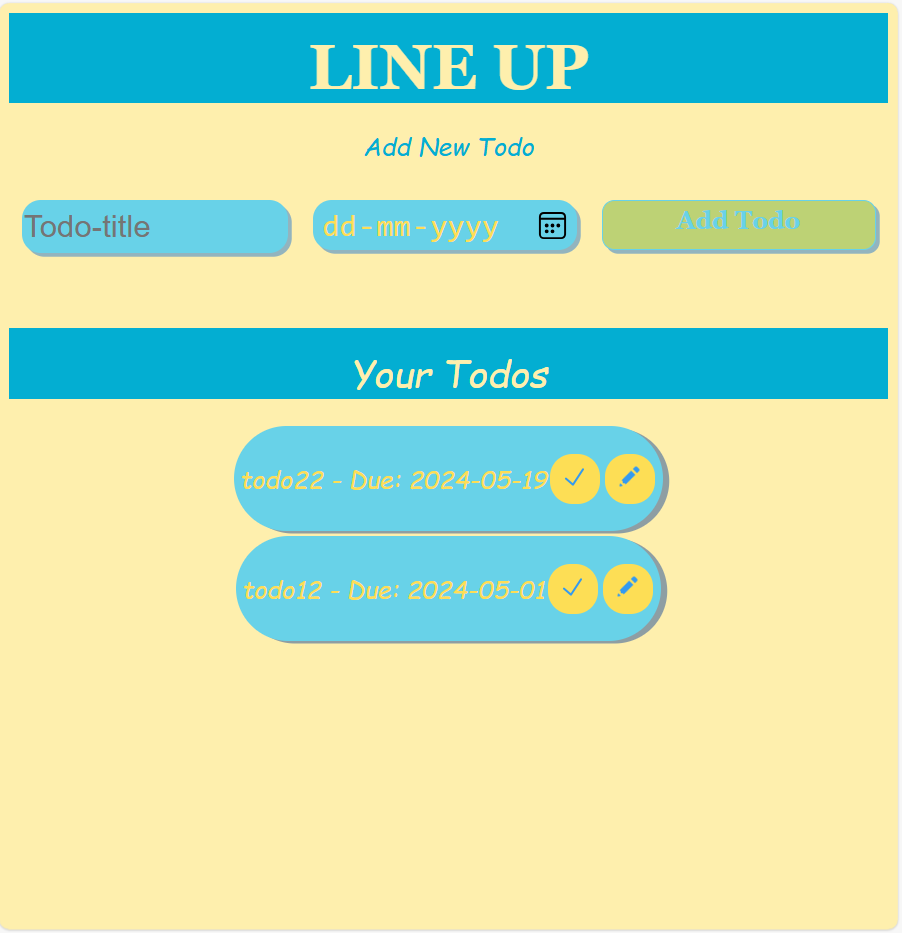 LINE UP
Add New Todo
Todo-title
dd-mm-yyyy
Add Todo
Your Todos
todo22 - Due: 2024-05-19
todo12 - Due: 2024-05-01